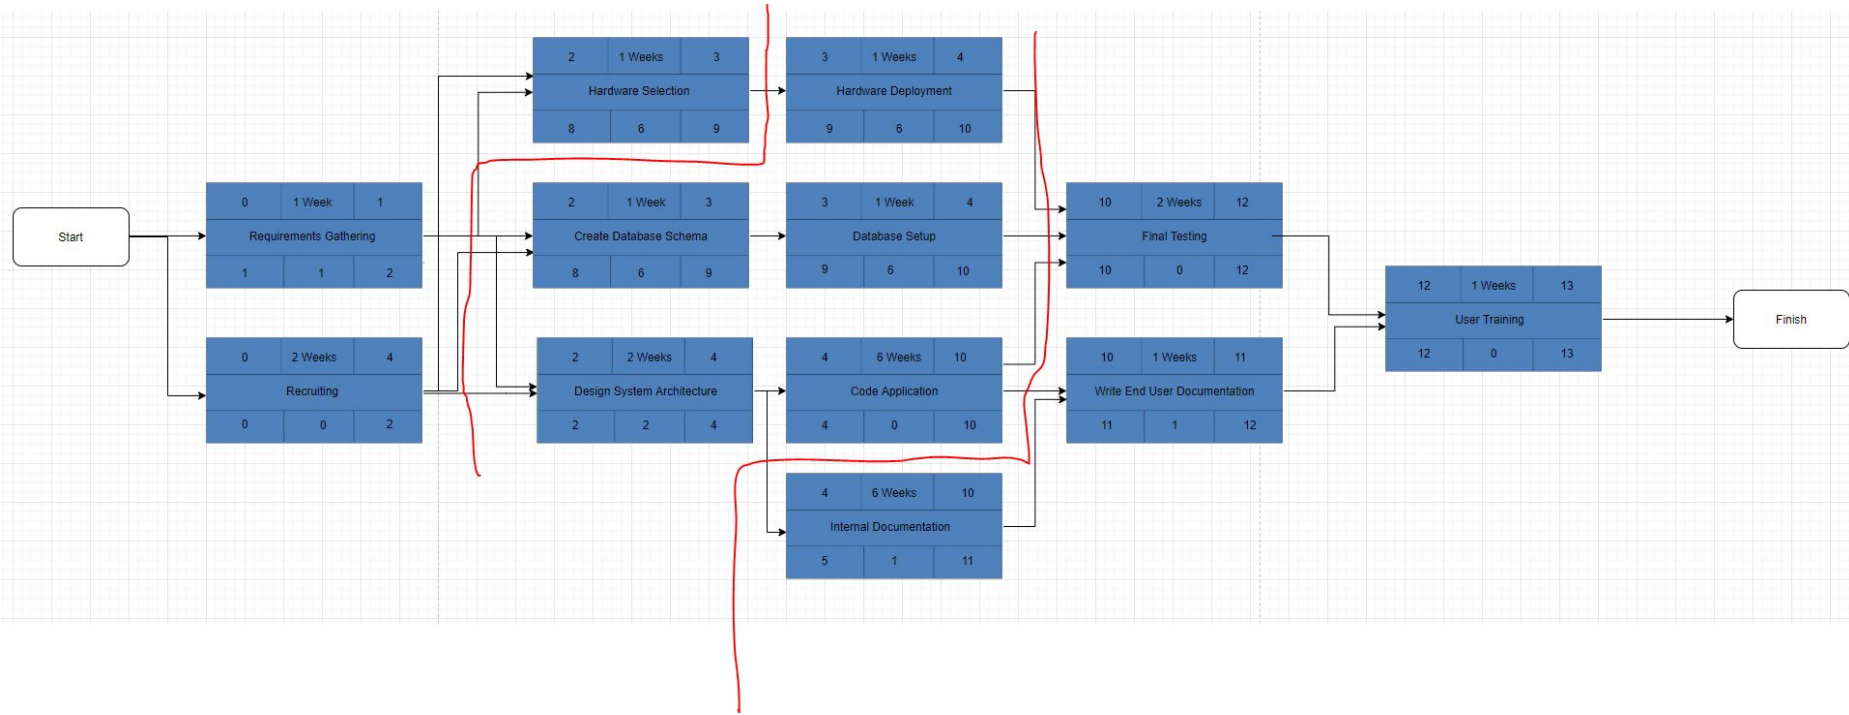 Start
0 1 Week 1
Requirements Gathering
1 1 2
0 2 Weeks 4
Recruiting
0 0 2
2 1 Weeks 3
Hardware Selection
8 6 9
2 1 Week 3
Create Database Schema
8 6 9
2 2 Weeks 4
Design System Architecture
2 2 4
3 1 Weeks 4
Hardware Deployment
9 6 10
3 1 Week 4
Database Setup
9 6 10
4 6 Weeks 10
Code Application
4 0 10
4 6 Weeks 10
Internal Documentation
5 1 11
10 2 Weeks 12
Final Testing
10 0 12
10 1 Weeks 11
Write End User Documentation
11 1 12
12 1 Weeks 13
User Training
12 0 13
Finish